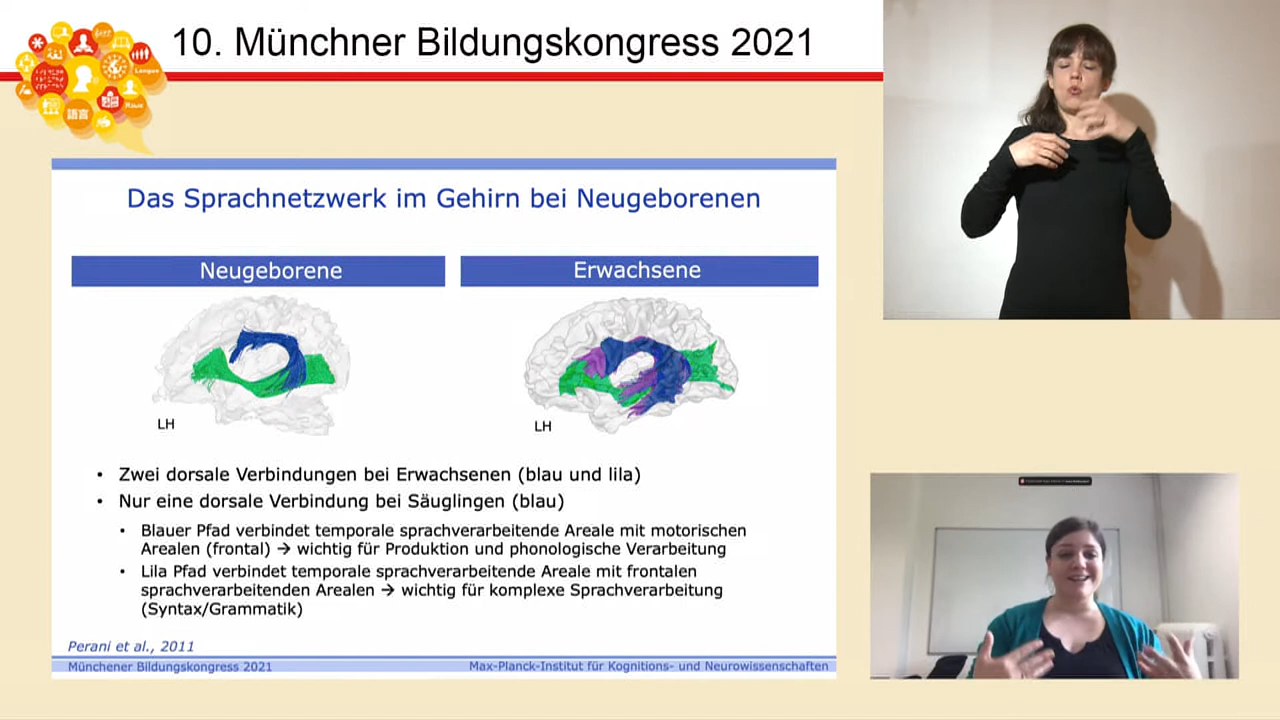 10. Münchner Bildungskongress 2021
語言
Das Sprachnetzwerk im Gehirn bei Neugeborenen
Neugeborene
Erwachsene
LH
LH
• Zwei dorsale Verbindungen bei Erwachsenen (blau und lila)
• Nur eine dorsale Verbindung bei Säuglingen (blau)
• Blauer Pfad verbindet temporale sprachverarbeitende Areale mit motorischen
Arealen (frontal) → wichtig für Produktion und phonologische Verarbeitung
• Lila Pfad verbindet temporale sprachverarbeitende Areale mit frontalen
sprachverarbeitenden Arealen → wichtig für komplexe Sprachverarbeitung
(Syntax/Grammatik)
Perani et al., 2011
Münchener Bildungskongress 2021
Max-Planck-Institut für Kognitions- und Neurowissenschaften